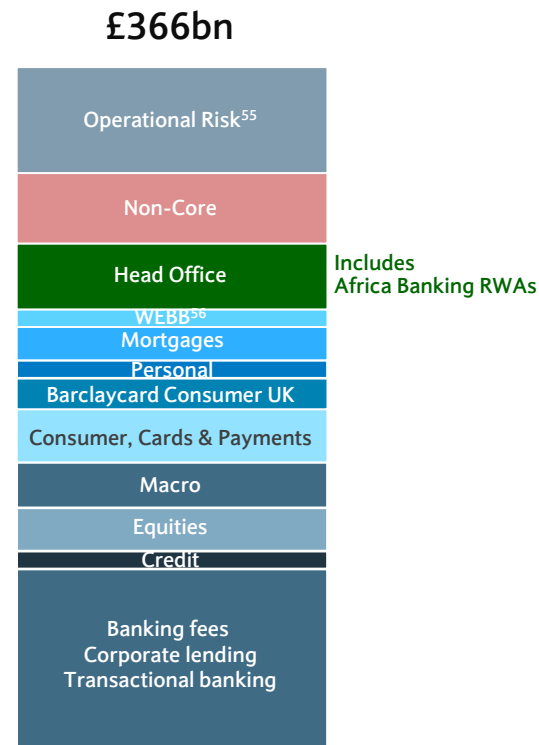 £366bn
Operational Risk55
Non-Core
Head Office
Includes
Africa Banking RWAs
WEBB56
Mortgages
Personal
Barclaycard Consumer UK
Consumer, Cards & Payments
Macro
Equities
Credit
Banking fees
Corporate lending
Transactional banking